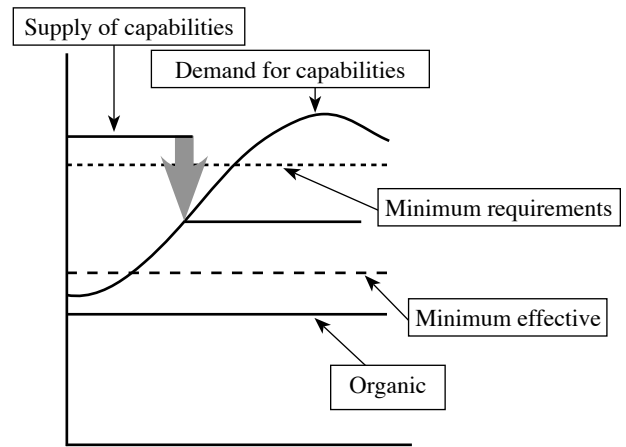 Supply of capabilities
Demand for capabilities
Minimum requirements
Minimum effective
Organic